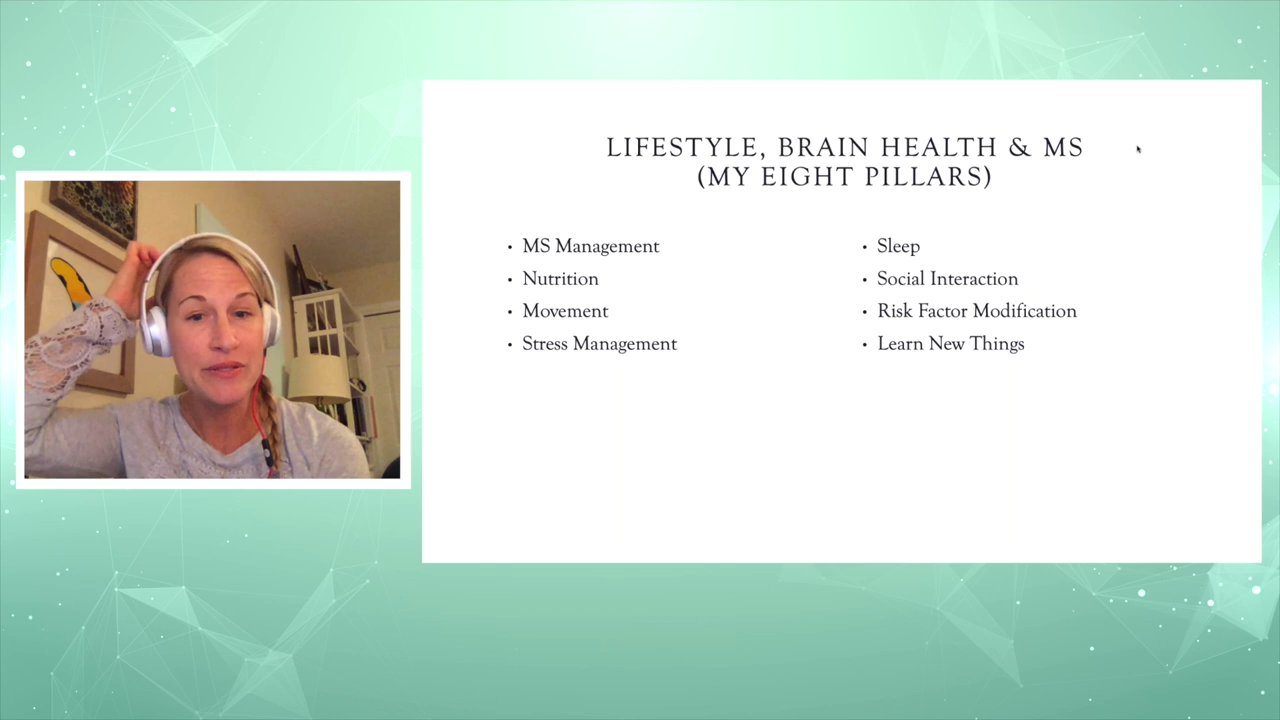 LIFESTYLE, BRAIN HEALTH & MS
(MY EIGHT PILLARS)
• MS Management
• Nutrition
• Movement
• Stress Management
• Sleep
• Social Interaction
• Risk Factor Modification
• Learn New Things